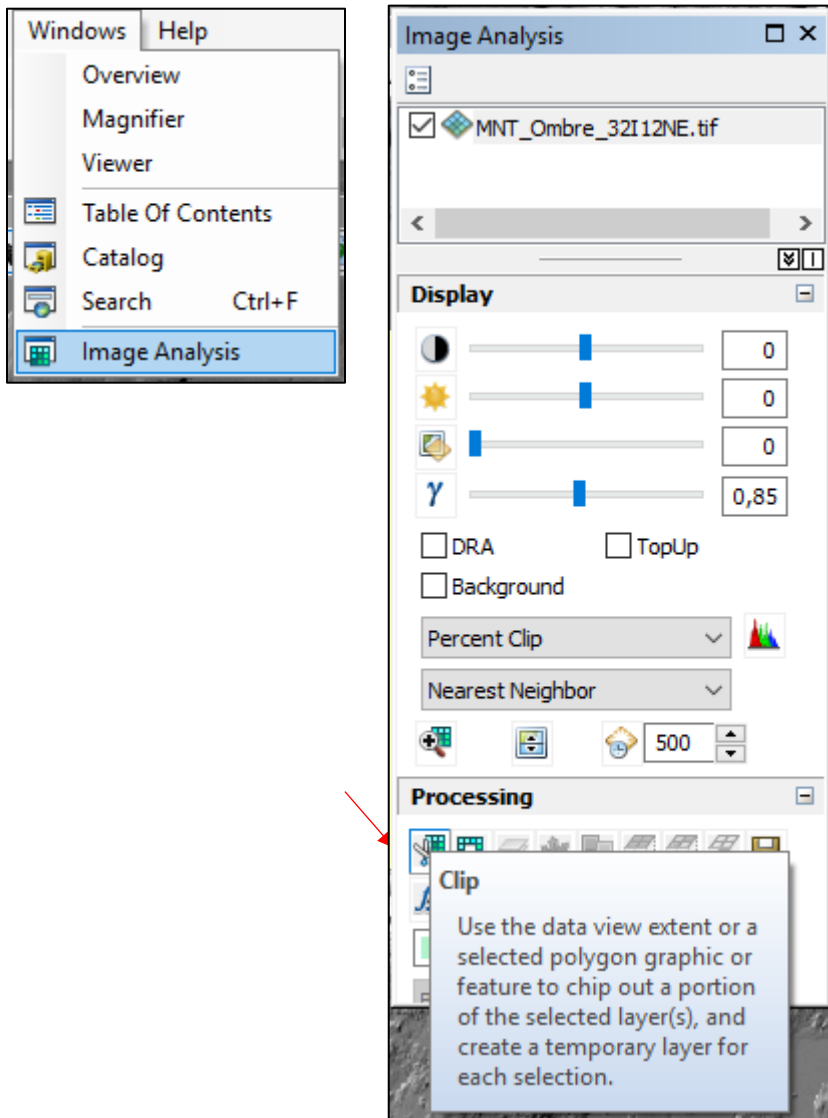 Windows Help
Overview
Magnifier
Viewer
Table Of Contents
Catalog
Search Ctrl+F
Image Analysis
Image Analysis
MNT_Ombre_32I12NE.tif
Display
0
0
0
γ 0,85
DRA TopUp
Background
Percent Clip
Nearest Neighbor
500
Processing
Clip
Use the data view extent or a
selected polygon graphic or
feature to chip out a portion
of the selected layer(s), and
create a temporary layer for
each selection.